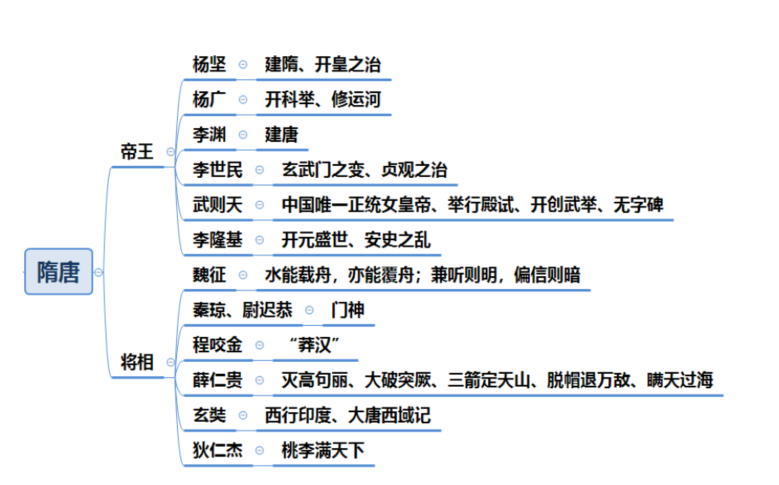 隋唐
帝王
杨坚 建隋、开皇之治
杨广 开科举、修运河
李渊 建唐
李世民 玄武门之变、贞观之治
武则天 中国唯一正统女皇帝、举行殿试、开创武举、无字碑
李隆基 开元盛世、安史之乱
将相
魏征 水能载舟，亦能覆舟；兼听则明，偏信则暗
秦琼、尉迟恭 门神
程咬金 “莽汉”
薛仁贵 灭高句丽、大破突厥、三箭定天山、脱帽退万敌、瞒天过海
玄奘 西行印度、大唐西域记
狄仁杰 桃李满天下